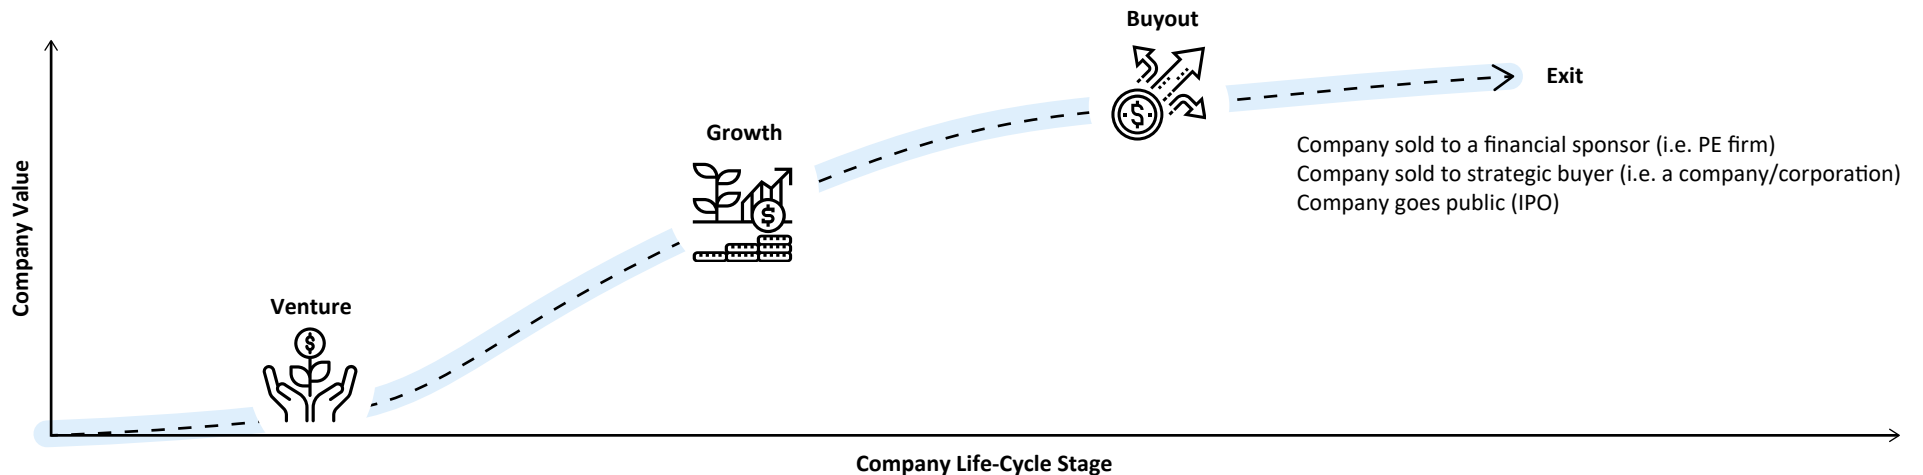 Buyout
Exit
Growth
Company sold to a financial sponsor (i.e. PE firm)
Company sold to strategic buyer (i.e. a company/corporation)
Company goes public (IPO)
Company Value
Venture
Company Life-Cycle Stage